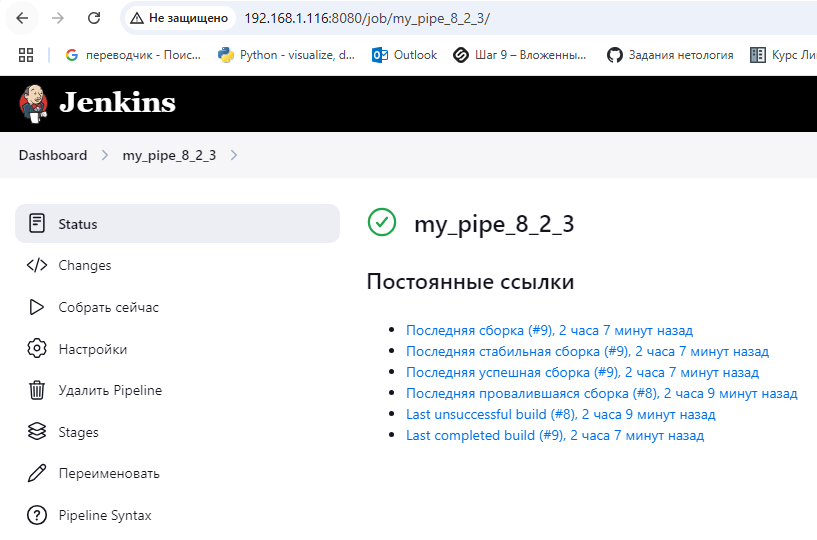 Не защищено 192.168.1.116:8080/job/my_pipe_8_2_3/
переводчик - Поис... Python - visualize, d... Outlook Шаг 9 – Вложенны... Задания нетология Курс Ли
Jenkins
Dashboard my_pipe_8_2_3
Status
Changes
Собрать сейчас
Настройки
Удалить Pipeline
Stages
Переименовать
Pipeline Syntax
my_pipe_8_2_3
Постоянные ссылки
Последняя сборка (#9), 2 часа 7 минут назад
Последняя стабильная сборка (#9), 2 часа 7 минут назад
Последняя успешная сборка (#9), 2 часа 7 минут назад
Последняя провалившаяся сборка (#8), 2 часа 9 минут назад
Last unsuccessful build (#8), 2 часа 9 минут назад
Last completed build (#9), 2 часа 7 минут назад